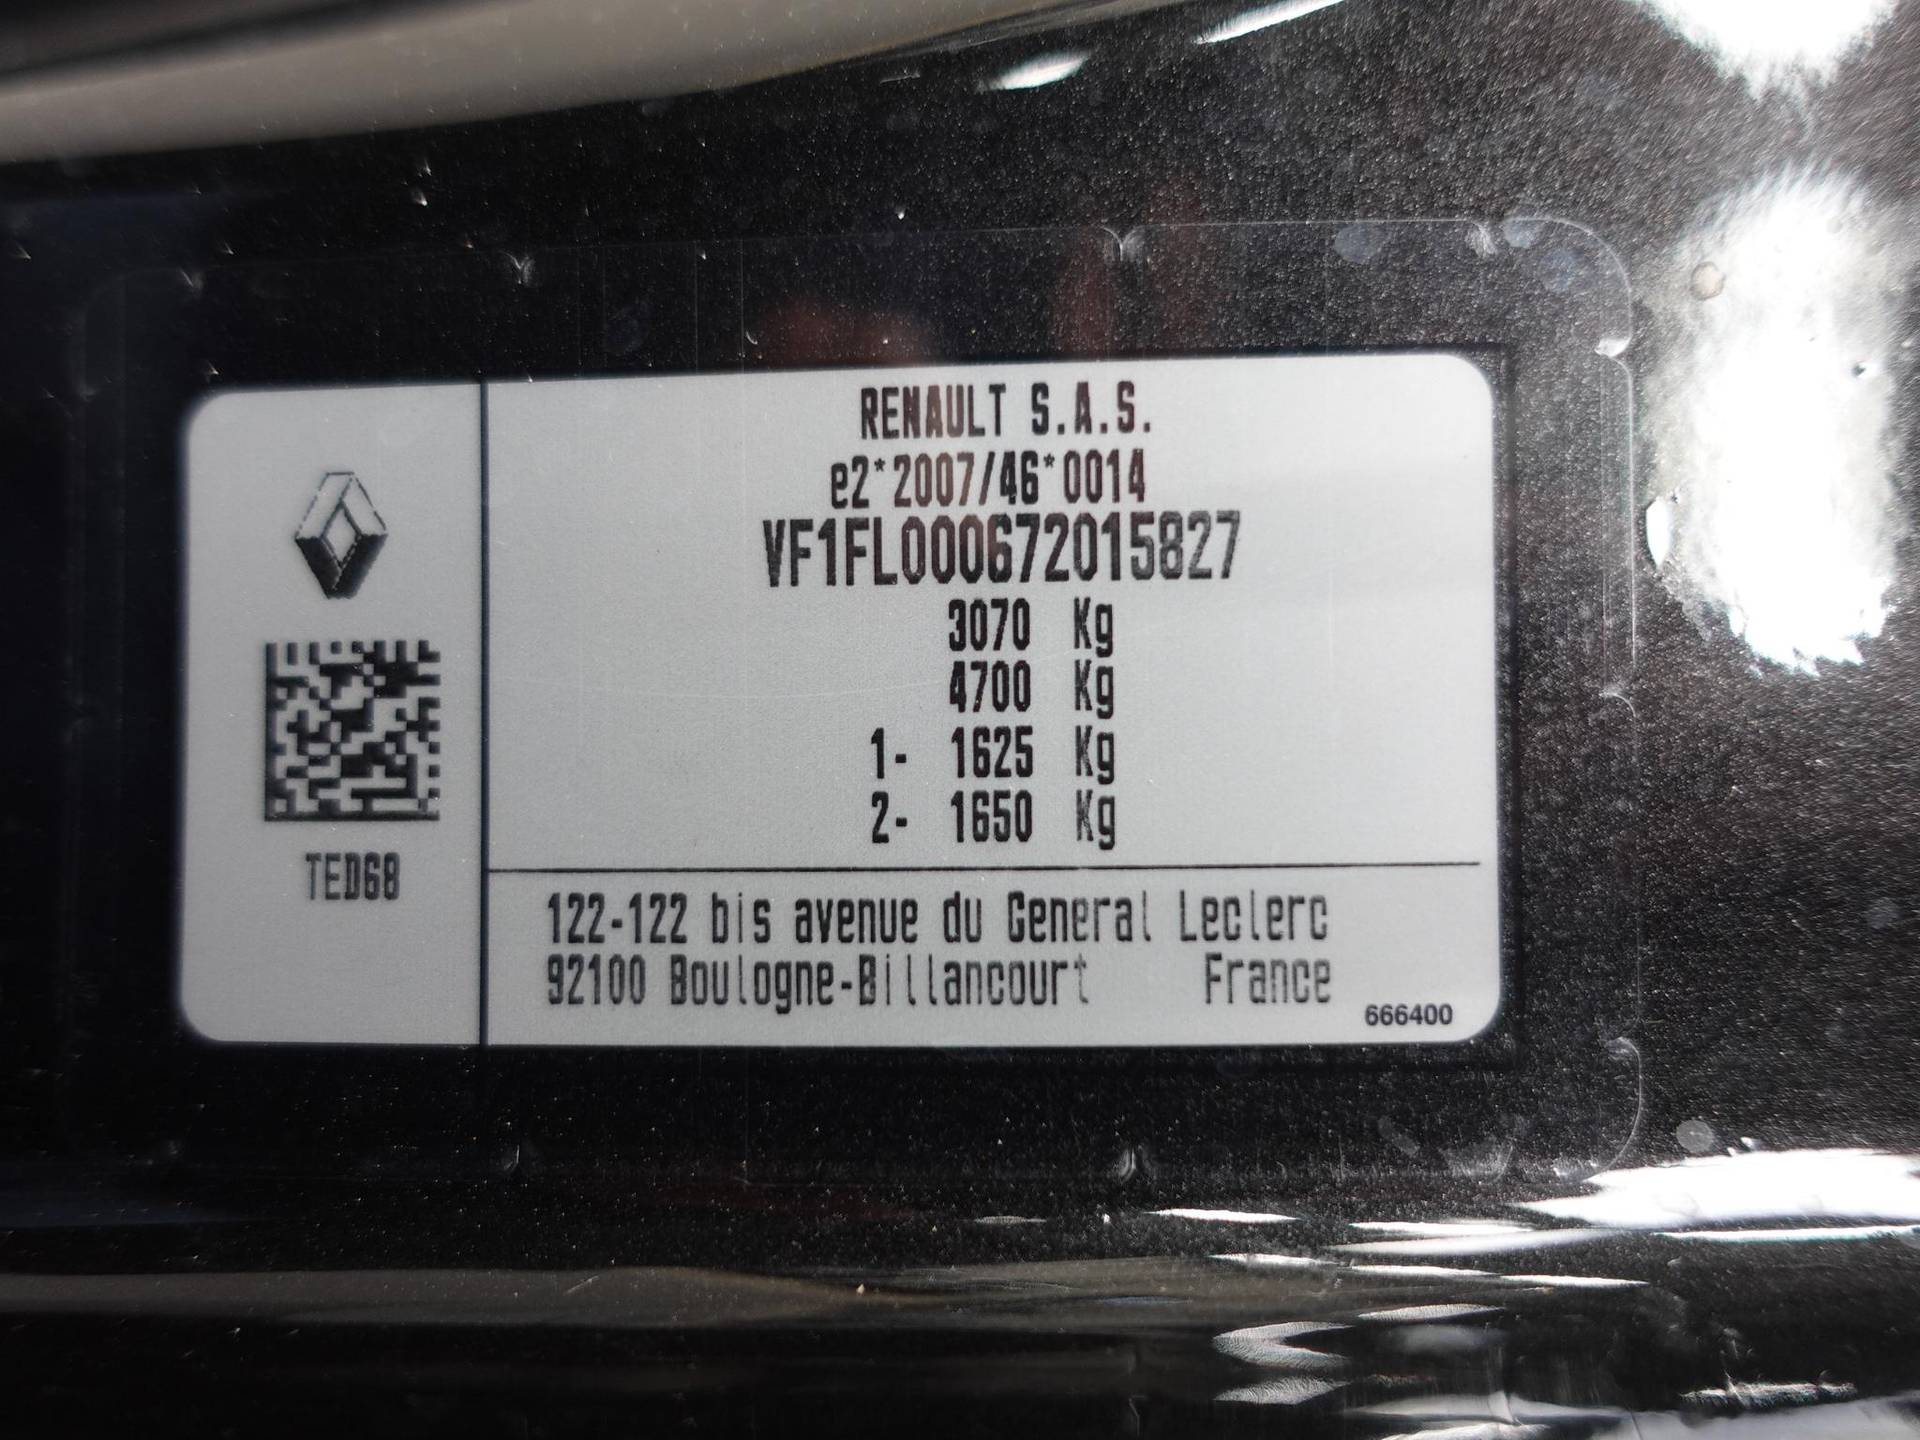 RENAULT S.A.S.
e2*2007/46*0014
VF1FL000672015827
3070 Kg
4700 Kg
1- 1625 Kg
2- 1650 Kg
TED68
122-122 bis avenue du General Leclerc
92100 Boulogne-Billancourt France
666400